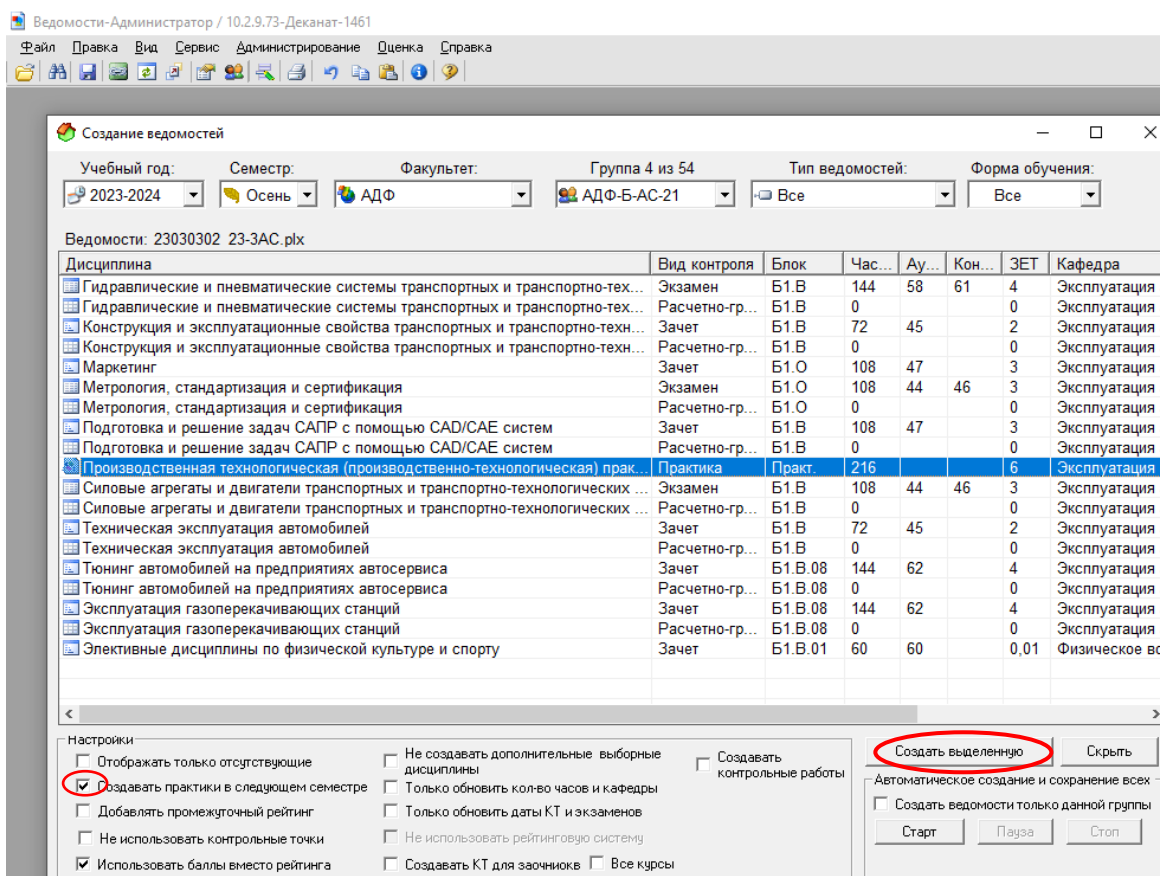 Ведомости-Администратор / 10.2.9.73-Деканат-1461
Файл Правка Вид Сервис Администрирование Оценка Справка
Создание ведомостей
Учебный год: Семестр: Факультет: Группа 4 из 54 Тип ведомостей: Форма обучения:
2023-2024 Осень АДФ АДФ-Б-АС-21 Все Все
Ведомости: 23030302_23-3АС.plx
Дисциплина Вид контроля Блок Час... Ау... Кон... ЗЕТ Кафедра
Гидравлические и пневматические системы транспортных и транспортно-тех... Экзамен Б1.В 144 58 61 4 Эксплуатация
Гидравлические и пневматические системы транспортных и транспортно-тех... Расчетно-гр... Б1.В 0 0 Эксплуатация
Конструкция и эксплуатационные свойства транспортных и транспортно-техн... Зачет Б1.В 72 45 2 Эксплуатация
Конструкция и эксплуатационные свойства транспортных и транспортно-техн... Расчетно-гр... Б1.В 0 0 Эксплуатация
Маркетинг Зачет Б1.О 108 47 3 Эксплуатация
Метрология, стандартизация и сертификация Экзамен Б1.О 108 44 46 3 Эксплуатация
Метрология, стандартизация и сертификация Расчетно-гр... Б1.О 0 0 Эксплуатация
Подготовка и решение задач САПР с помощью CAD/CAE систем Зачет Б1.В 108 47 3 Эксплуатация
Подготовка и решение задач САПР с помощью CAD/CAE систем Расчетно-гр... Б1.В 0 0 Эксплуатация
Производственная технологическая (производственно-технологическая) прак... Практика Практ. 216 6 Эксплуатация
Силовые агрегаты и двигатели транспортных и транспортно-технологических ... Экзамен Б1.В 108 44 46 3 Эксплуатация
Силовые агрегаты и двигатели транспортных и транспортно-технологических ... Расчетно-гр... Б1.В 0 0 Эксплуатация
Техническая эксплуатация автомобилей Зачет Б1.В 72 45 2 Эксплуатация
Техническая эксплуатация автомобилей Расчетно-гр... Б1.В 0 0 Эксплуатация
Тюнинг автомобилей на предприятиях автосервиса Зачет Б1.В.08 144 62 4 Эксплуатация
Тюнинг автомобилей на предприятиях автосервиса Расчетно-гр... Б1.В.08 0 0 Эксплуатация
Эксплуатация газоперекачивающих станций Зачет Б1.В.08 144 62 4 Эксплуатация
Эксплуатация газоперекачивающих станций Расчетно-гр... Б1.В.08 0 0 Эксплуатация
Элективные дисциплины по физической культуре и спорту Зачет Б1.В.01 60 60 0,01 Физическое вс
Настройки
Отображать только отсутствующие
Создавать практики в следующем семестре
Добавлять промежуточный рейтинг
Не использовать контрольные точки
Использовать баллы вместо рейтинга
Не создавать дополнительные выборные
дисциплины
Только обновить кол-во часов и кафедры
Только обновить даты КТ и экзаменов
Не использовать рейтинговую систему
Создавать КТ для заочников Все курсы
Создавать
контрольные работы
Создать выделенную Скрыть
Автоматическое создание и сохранение всех
Создать ведомости только данной группы
Старт Пауза Стоп